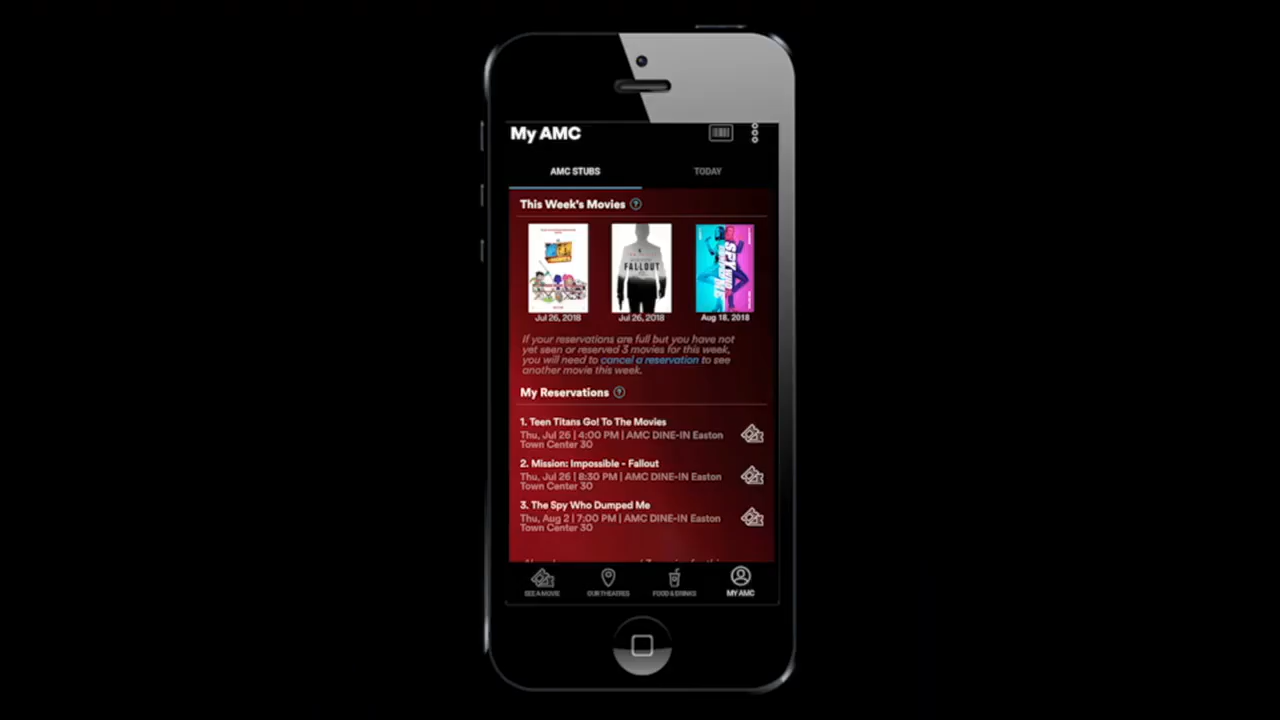 My AMC
AMC STUBS
TODAY
This Week's Movies ?
FALLOUT
Jul 26, 2018
Jul 26, 2018
Aug 18, 2018
If your reservations are full but you have not
yet seen or reserved 3 movies for this week,
you will need to cancel a reservation to see
another movie this week.
My Reservations ?
1. Teen Titans Go! To The Movies
Thu, Jul 26 | 4:00 PM | AMC DINE-IN Easton
Town Center 30
2. Mission: Impossible - Fallout
Thu, Jul 26 | 8:30 PM | AMC DINE-IN Easton
Town Center 30
3. The Spy Who Dumped Me
Thu, Aug 2 | 7:00 PM | AMC DINE-IN Easton
Town Center 30
SEE A MOVIE
OUR THEATRES
FOOD & DRINKS
MY AMC